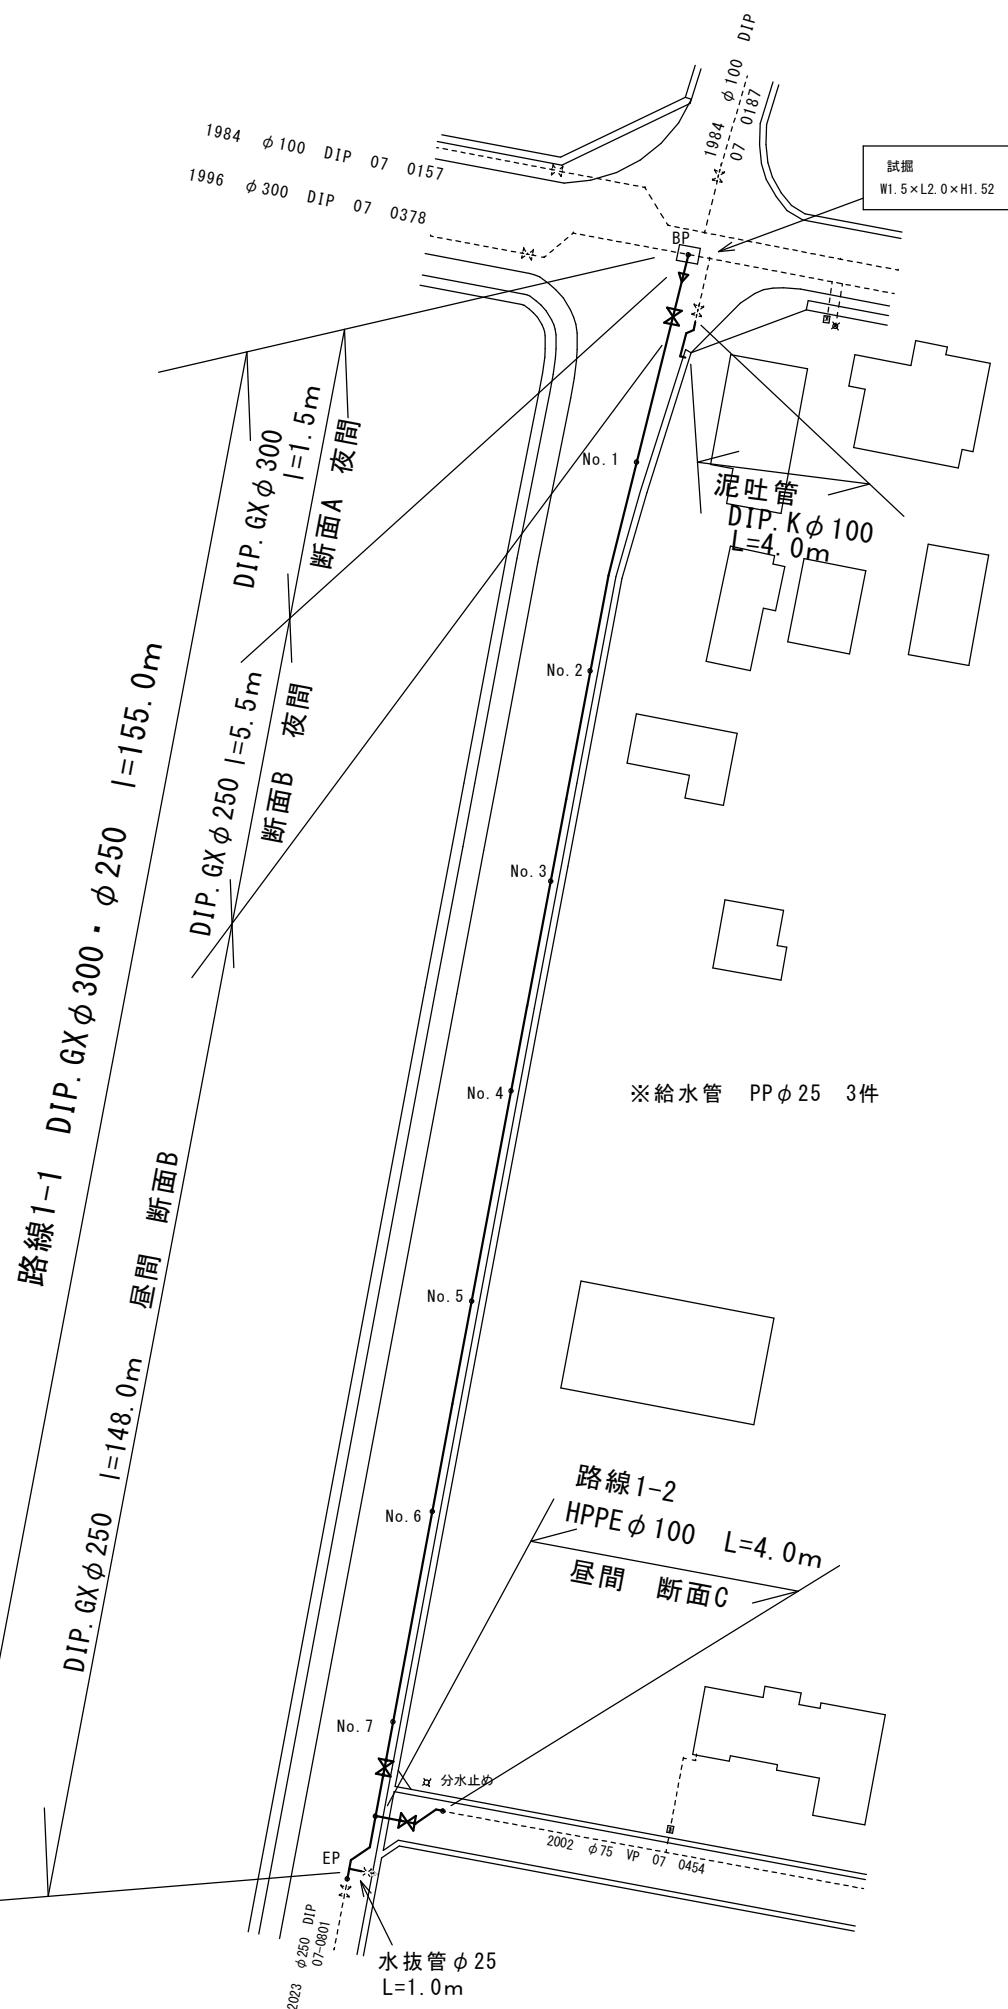 1984 φ100 DIP 07 0187
1984 φ100 DIP 07 0157
1996 φ300 DIP 07 0378
試掘
W1.5×L2.0×H1.52
BP
DIP.GXφ300
l=1.5m
断面A 夜間
No.1
泥吐管
DIP.Kφ100
L=4.0m
No.2
DIP.GXφ250 l=5.5m
断面B 夜間
路線1-1 DIP.GXφ300・φ250 l=155.0m
No.3
No.4
※給水管 PPφ25 3件
DIP.GXφ250 l=148.0m 昼間 断面B
No.5
No.6
路線1-2
HPPEφ100 L=4.0m
昼間 断面C
No.7
分水止め
2002 φ75 VP 07 0454
EP
2023 φ250 DIP
07-0801
水抜管φ25
L=1.0m